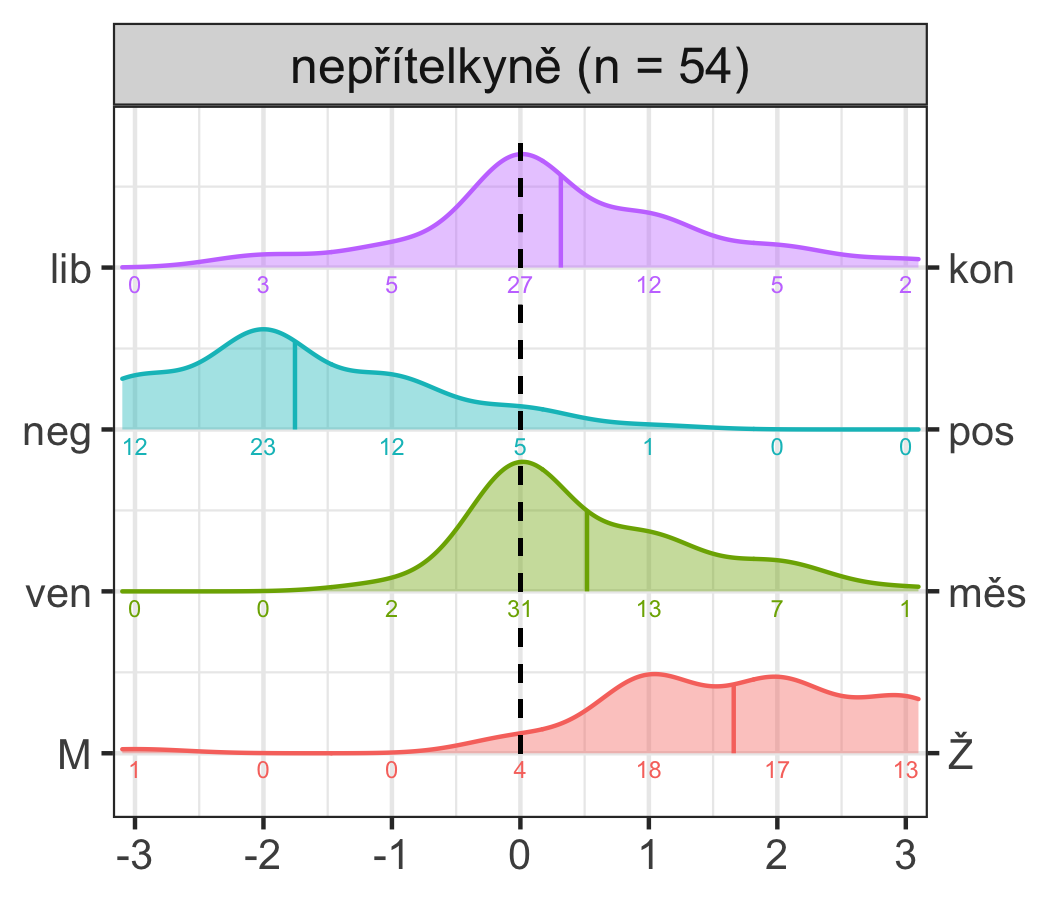 nepřítelkyně (n = 54)
lib kon
0 3 5 27 12 5 2
neg pos
12 23 12 5 1 0 0
ven měs
0 0 2 31 13 7 1
M Ž
1 0 0 4 18 17 13
-3 -2 -1 0 1 2 3